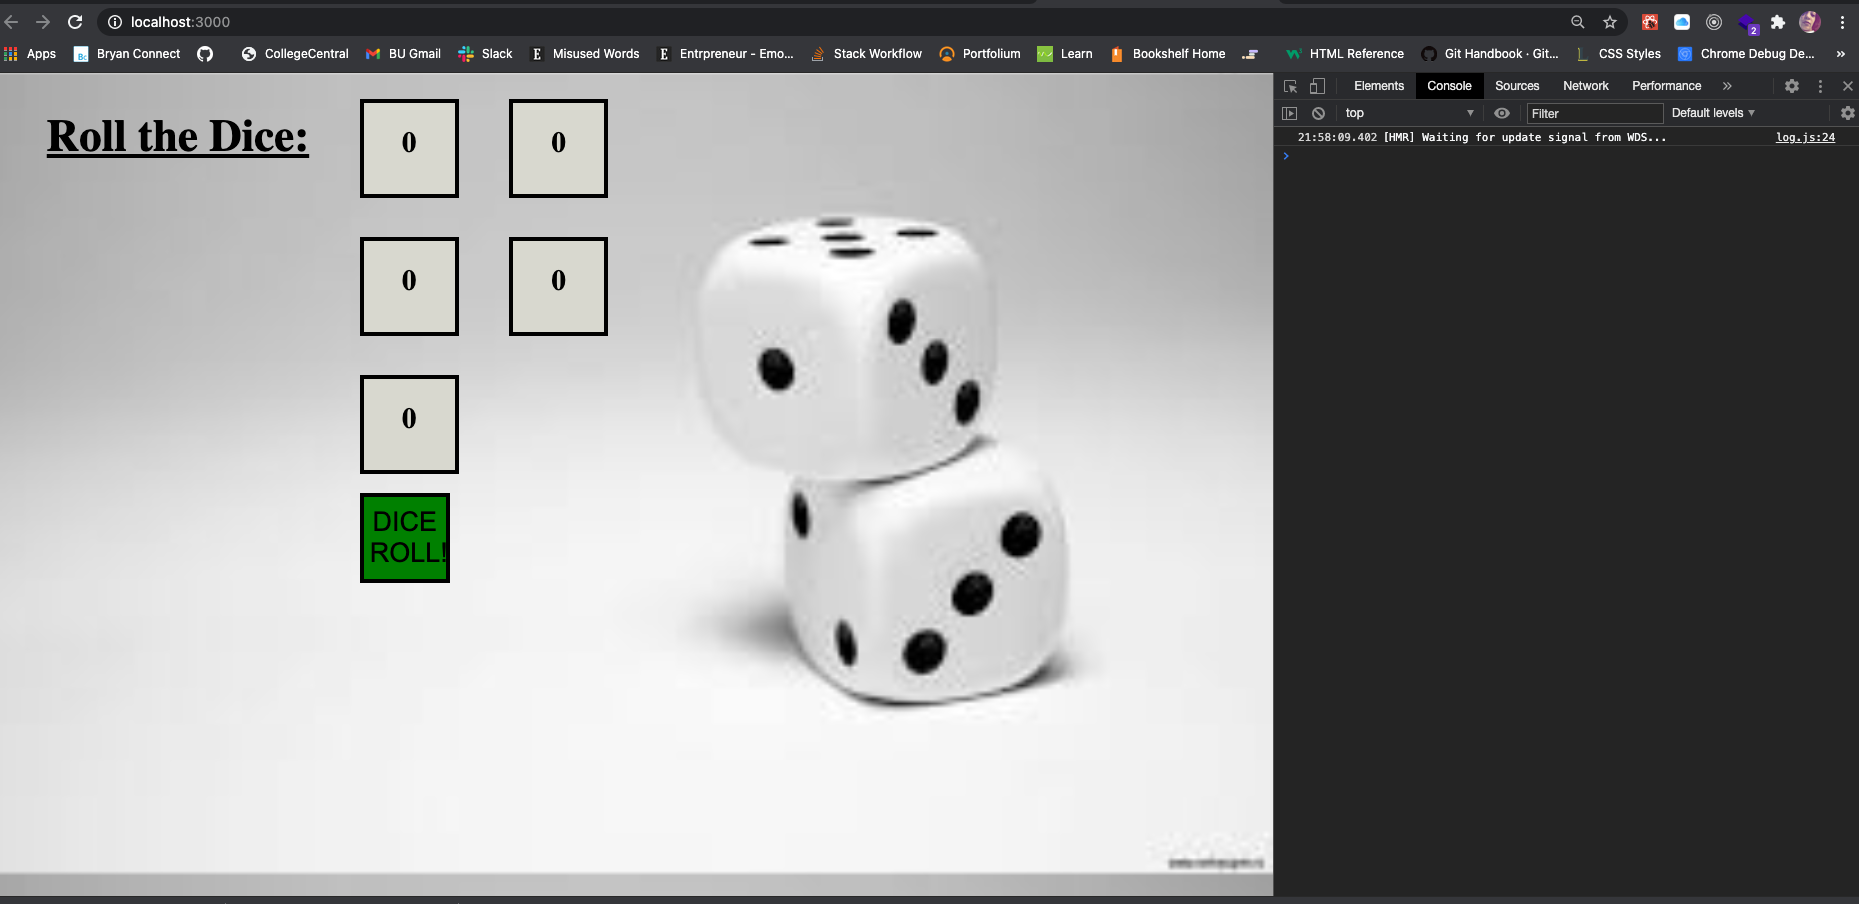 localhost:3000
Apps
Bryan Connect
CollegeCentral
BU Gmail
Slack
E Misused Words
E Entrpreneur - Emo...
Stack Workflow
Portfolium
Learn
Bookshelf Home
HTML Reference
Git Handbook · Git...
CSS Styles
Chrome Debug De...
»
2
Elements
Console
Sources
Network
Performance
»
top
Filter
Default levels
21:58:09.402 [HMR] Waiting for update signal from WDS...
log.js:24
Roll the Dice:
0
0
0
0
0
DICE
ROLL!